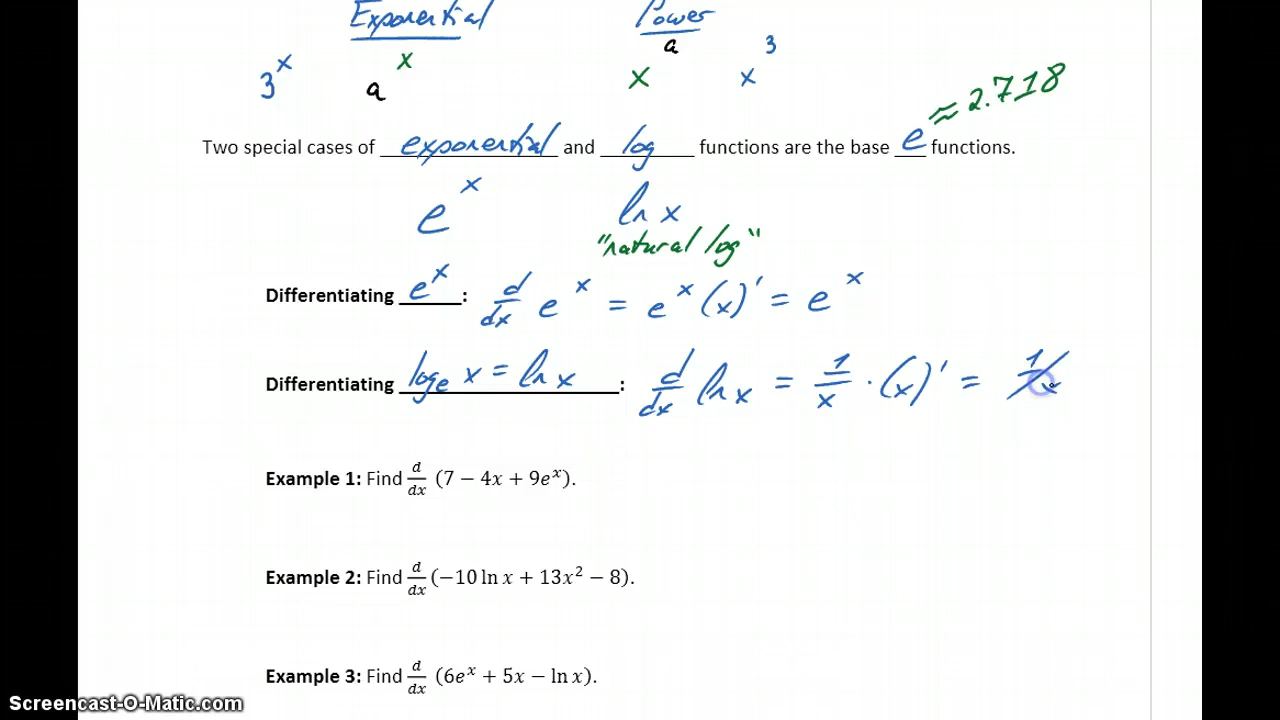 Exponential Power
3^x a^x x^a x^3
≈ 2.718
Two special cases of exponential and log functions are the base e functions.
e^x ln x
"natural log"
Differentiating e^x: d/dx e^x = e^x (x)' = e^x
Differentiating log_e x = ln x: d/dx ln x = 1/x · (x)' = 1/x
Example 1: Find d/dx (7 − 4x + 9e^x).
Example 2: Find d/dx (−10 ln x + 13x² − 8).
Example 3: Find d/dx (6e^x + 5x − ln x).
Screencast-O-Matic.com